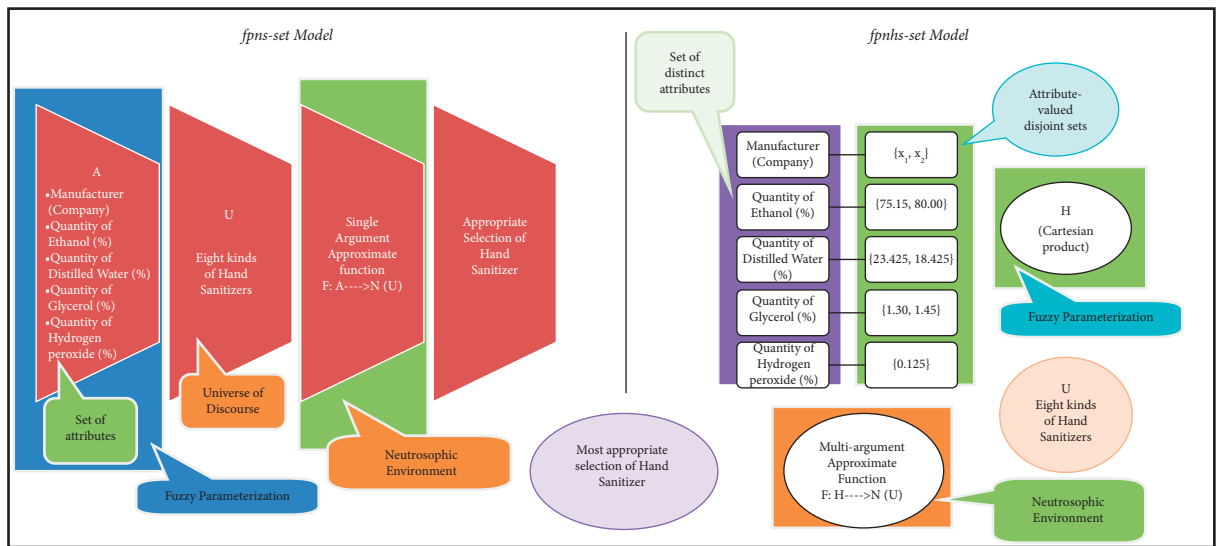 fpns-set Model
A
•Manufacturer
(Company)
•Quantity of
Ethanol (%)
•Quantity of
Distilled Water (%)
•Quantity of
Glycerol (%)
•Quantity of
Hydrogen
peroxide (%)
Set of
attributes
Fuzzy Parameterization
U
Eight kinds
of Hand
Sanitizers
Universe of
Discourse
Single
Argument
Approximate
function
F: A---->N (U)
Neutrosophic
Environment
Appropriate
Selection of
Hand
Sanitizer
fpnhs-set Model
Set of
distinct
attributes
Manufacturer
(Company)
{x₁, x₂}
Quantity of
Ethanol (%)
{75.15, 80.00}
Quantity of
Distilled Water
(%)
{23.425, 18.425}
Quantity of
Glycerol (%)
{1.30, 1.45}
Quantity of
Hydrogen
peroxide (%)
{0.125}
Attribute-
valued
disjoint sets
H
(Cartesian
product)
Fuzzy Parameterization
U
Eight kinds
of Hand
Sanitizers
Multi-argument
Approximate
Function
F: H---->N (U)
Neutrosophic
Environment
Most appropriate
selection of Hand
Sanitizer